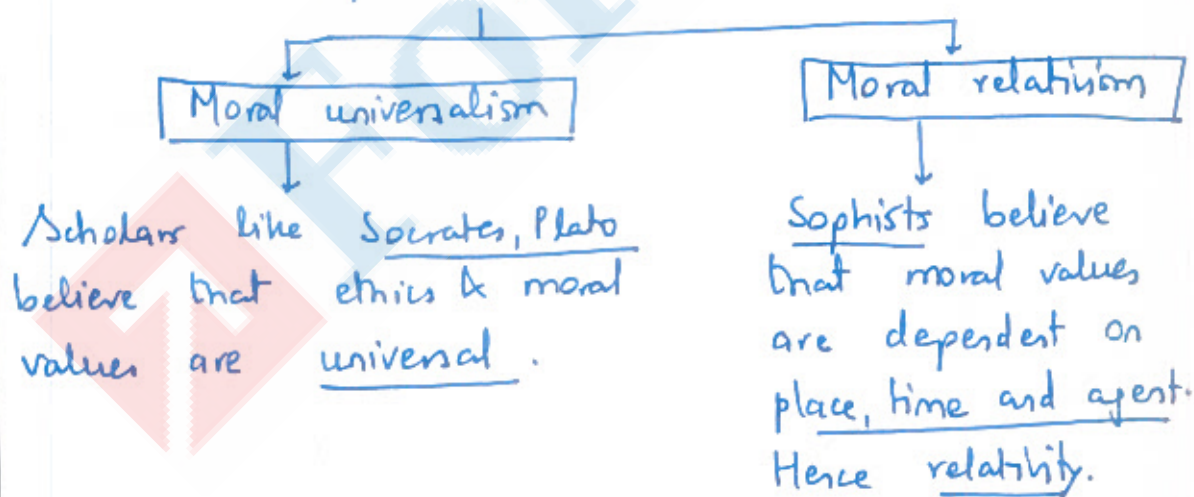 Moral universalism
Scholars like Socrates, Plato
believe that ethics & moral
values are universal.
Moral relativism
Sophists believe
that moral values
are dependent on
place, time and agent.
Hence relativity.